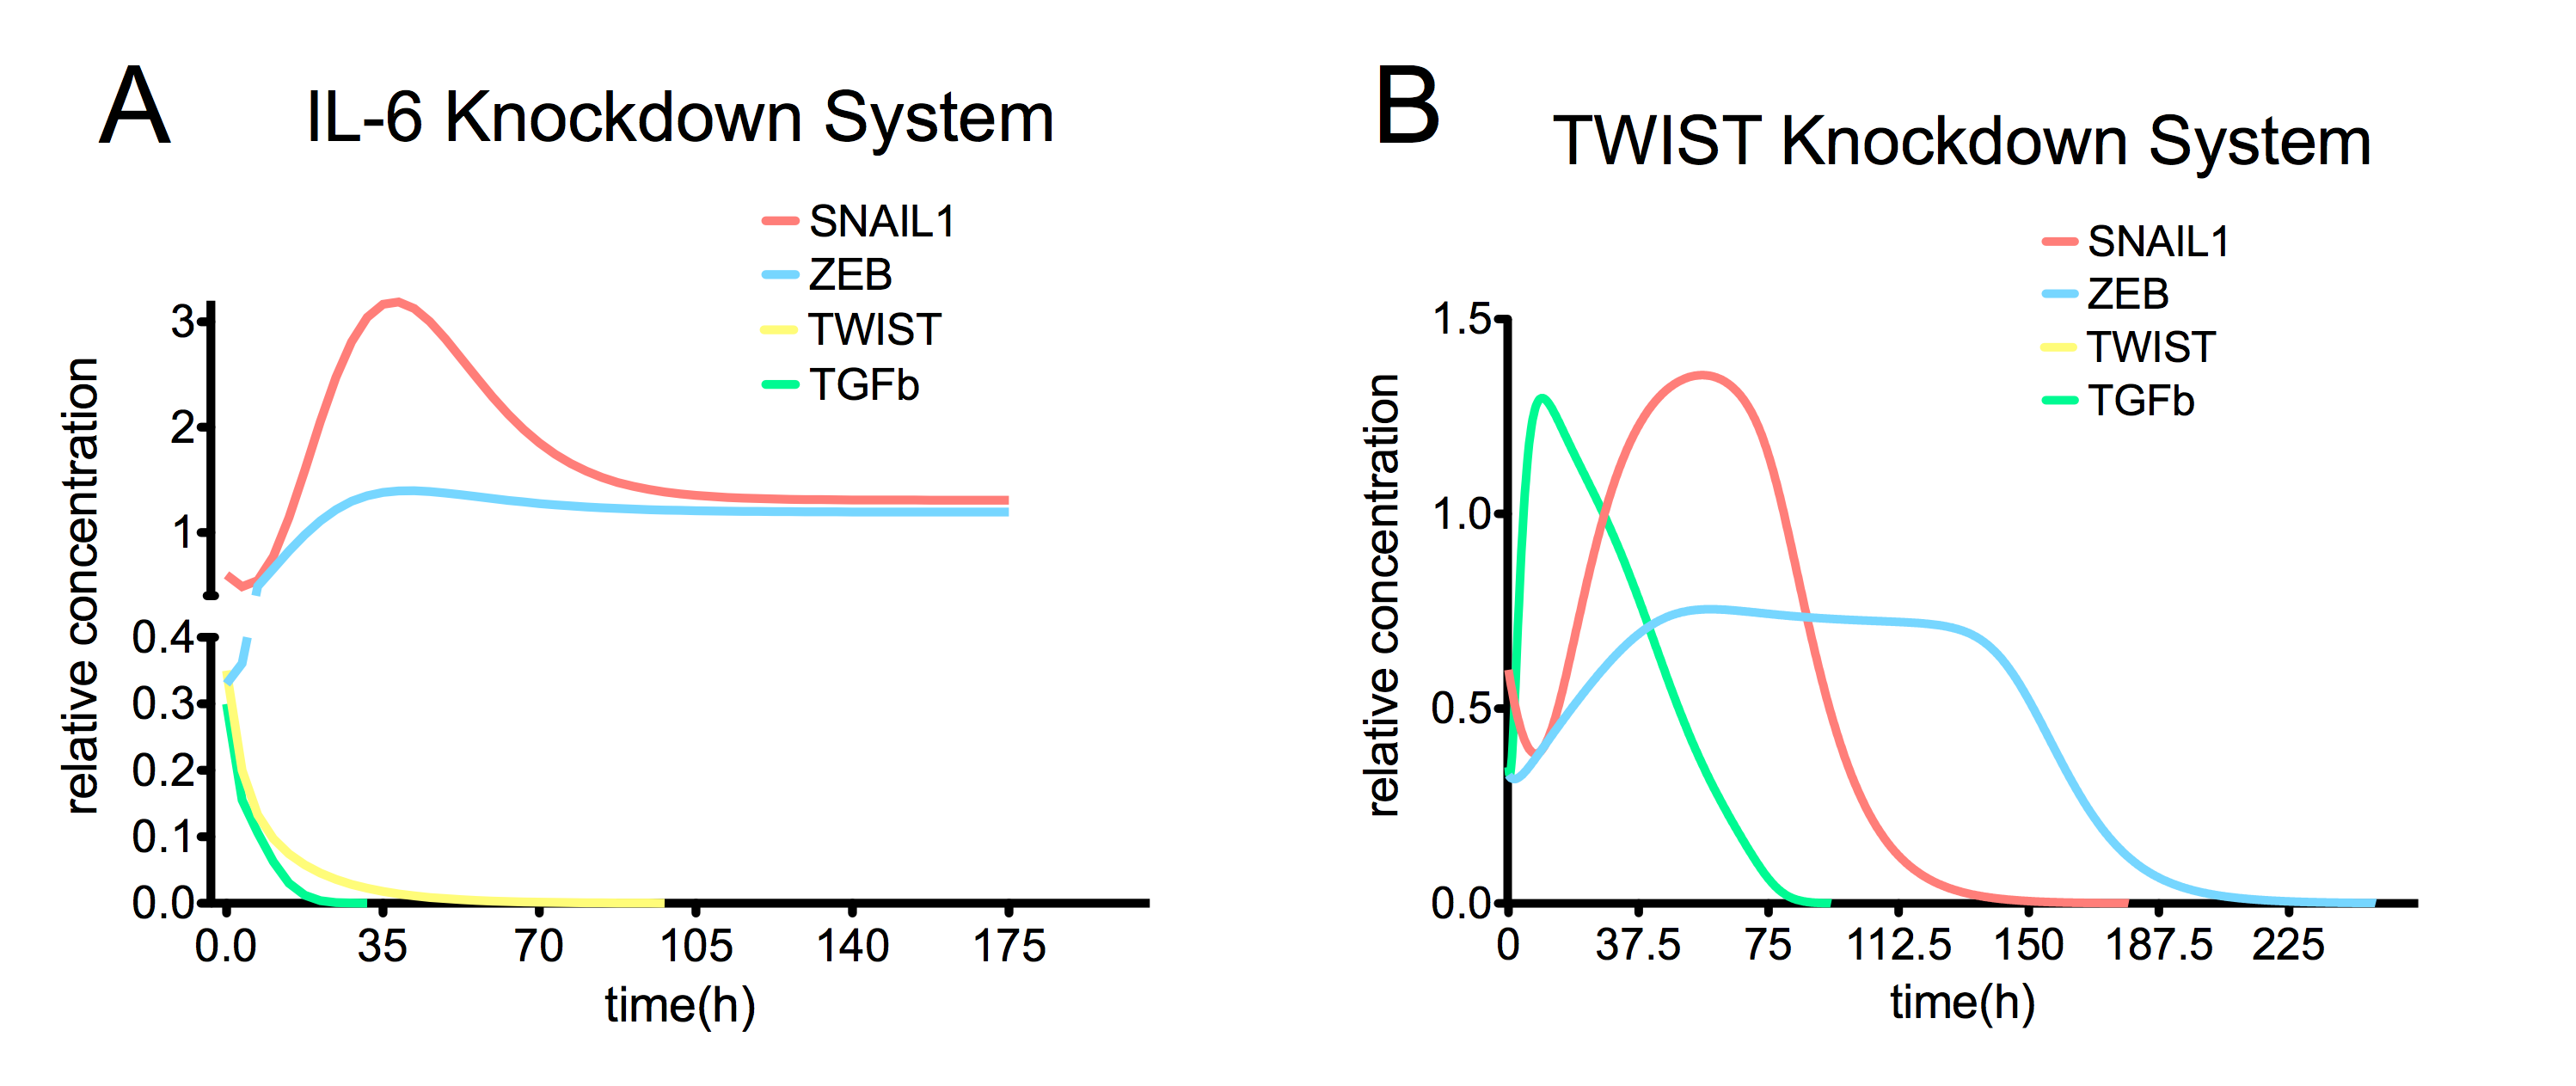 A
IL-6 Knockdown System
SNAIL1
ZEB
TWIST
TGFb
relative concentration
relative concentration
3
2
1
0.4
0.3
0.2
0.1
0.0
0.0 35 70 105 140 175
time(h)
B
TWIST Knockdown System
SNAIL1
ZEB
TWIST
TGFb
relative concentration
1.5
1.0
0.5
0.0
0 37.5 75 112.5 150 187.5 225
time(h)